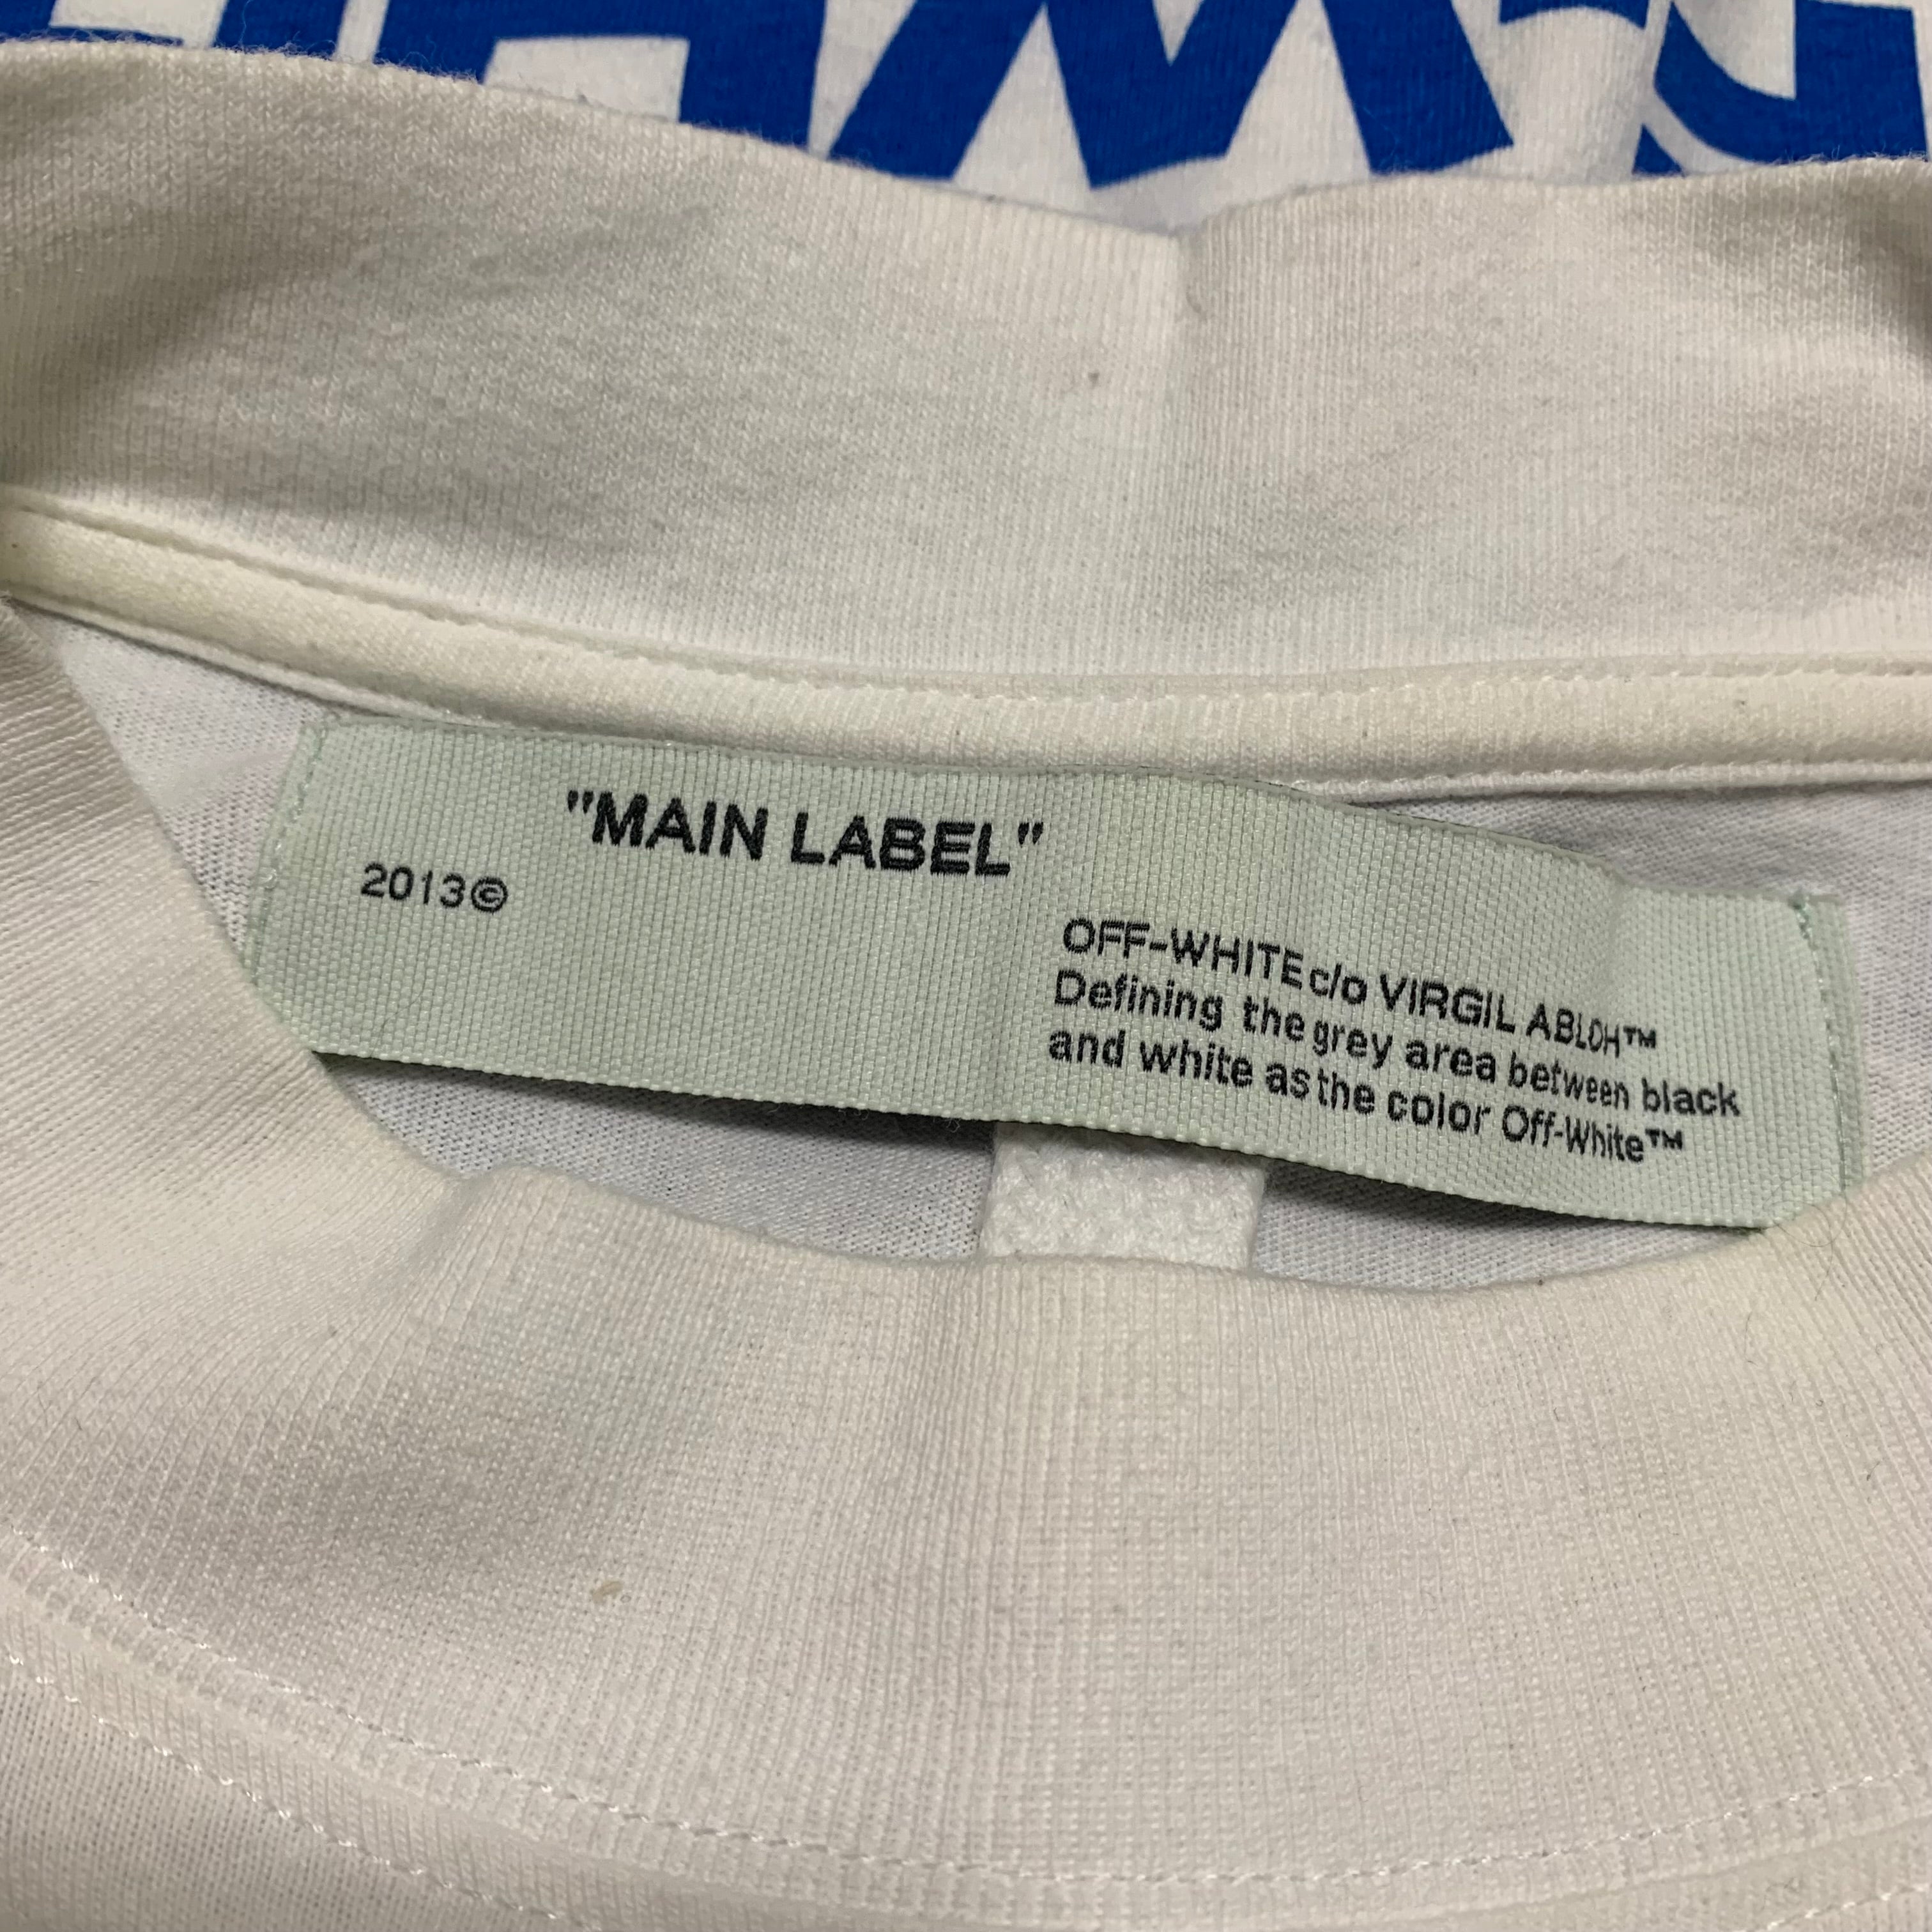 "MAIN LABEL"
2013©
OFF-WHITE c/o VIRGIL ABLOH™
Defining the grey area between black
and white as the color Off-White™